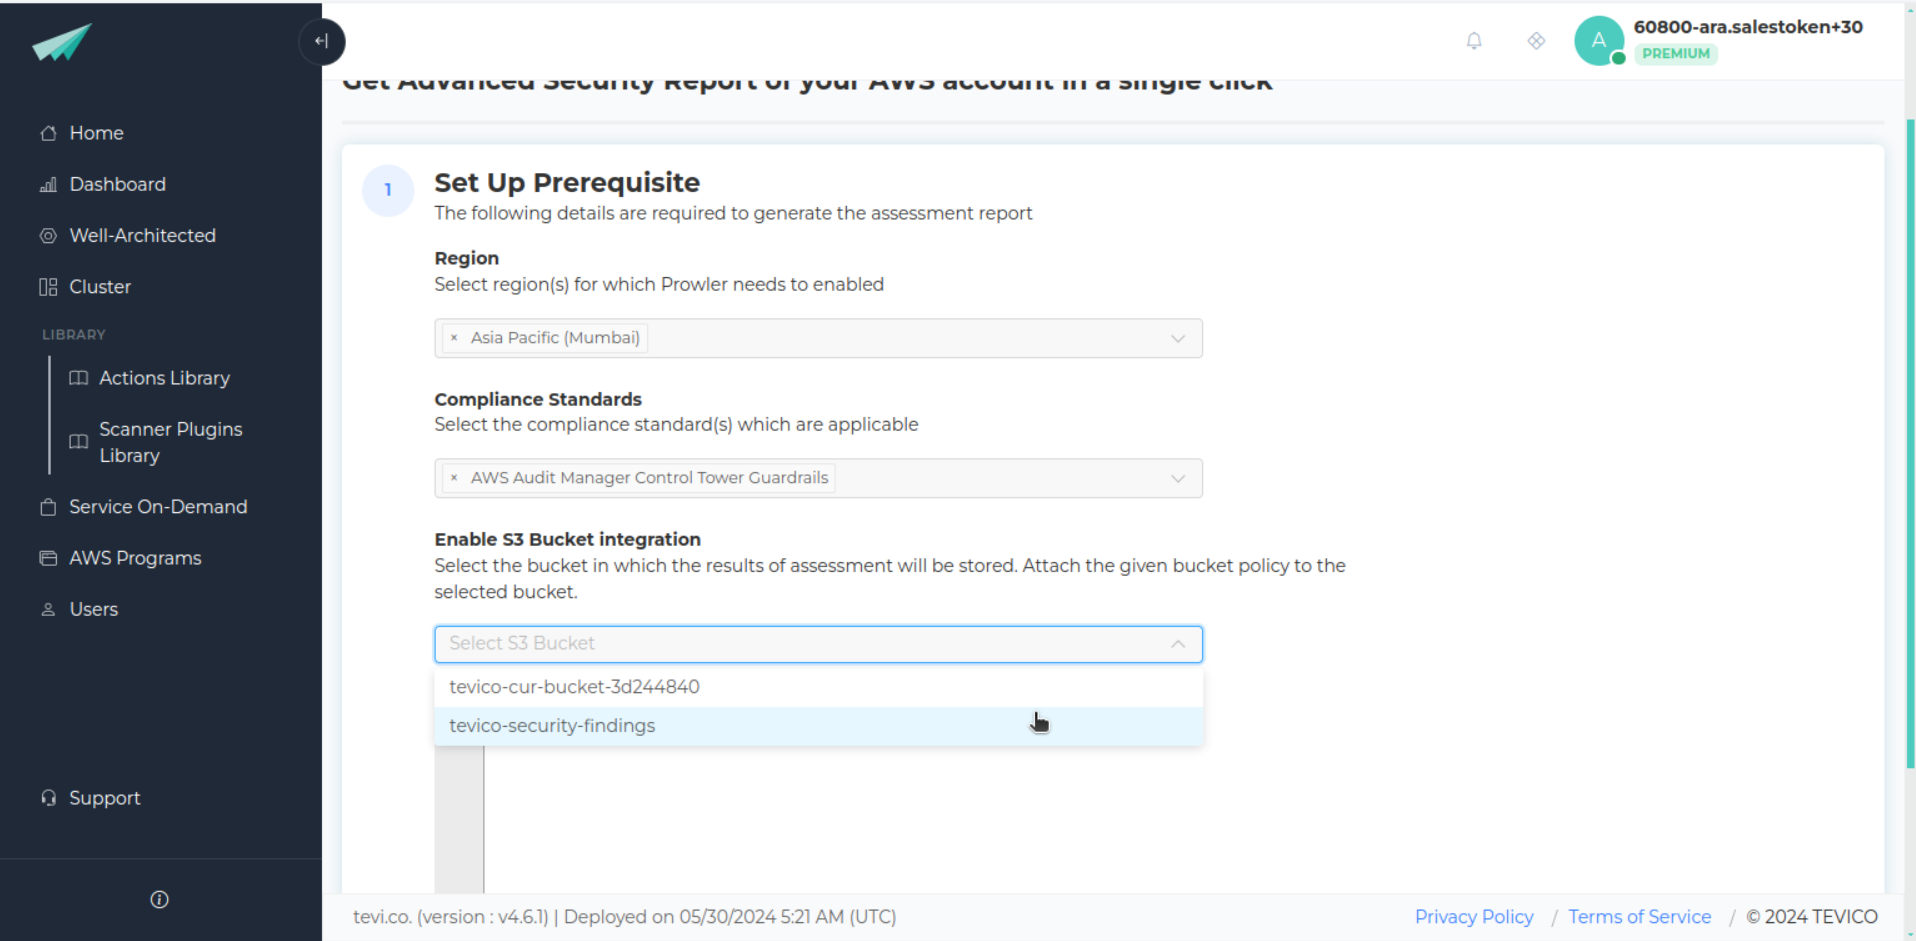 60800-ara.salestoken+30
A
PREMIUM
Home
Dashboard
Well-Architected
Cluster
LIBRARY
Actions Library
Scanner Plugins
Library
Service On-Demand
AWS Programs
Users
Support
Get Advanced Security Report of your AWS account in a single click
1
Set Up Prerequisite
The following details are required to generate the assessment report
Region
Select region(s) for which Prowler needs to enabled
× Asia Pacific (Mumbai)
Compliance Standards
Select the compliance standard(s) which are applicable
× AWS Audit Manager Control Tower Guardrails
Enable S3 Bucket integration
Select the bucket in which the results of assessment will be stored. Attach the given bucket policy to the
selected bucket.
Select S3 Bucket
tevico-cur-bucket-3d244840
tevico-security-findings
tevi.co. (version : v4.6.1) | Deployed on 05/30/2024 5:21 AM (UTC)
Privacy Policy / Terms of Service / © 2024 TEVICO